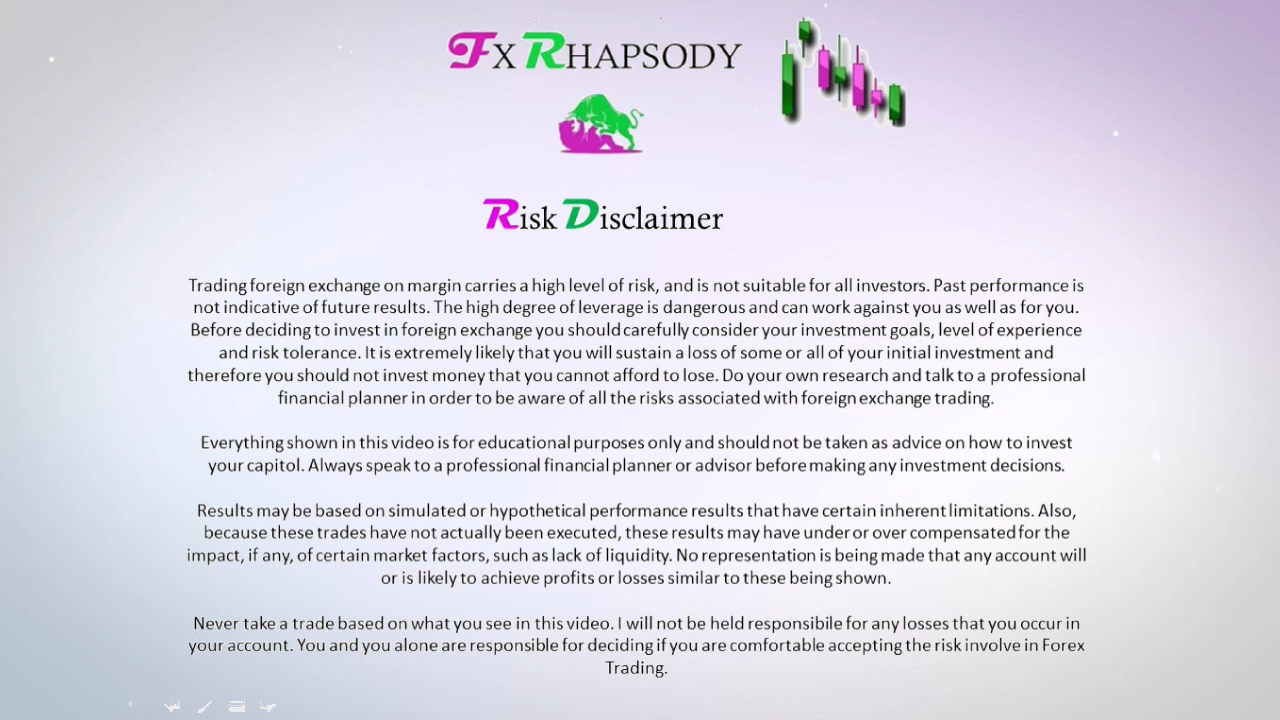 Fx Rhapsody
Risk Disclaimer
Trading foreign exchange on margin carries a high level of risk, and is not suitable for all investors. Past performance is
not indicative of future results. The high degree of leverage is dangerous and can work against you as well as for you.
Before deciding to invest in foreign exchange you should carefully consider your investment goals, level of experience
and risk tolerance. It is extremely likely that you will sustain a loss of some or all of your initial investment and
therefore you should not invest money that you cannot afford to lose. Do your own research and talk to a professional
financial planner in order to be aware of all the risks associated with foreign exchange trading.
Everything shown in this video is for educational purposes only and should not be taken as advice on how to invest
your capitol. Always speak to a professional financial planner or advisor before making any investment decisions.
Results may be based on simulated or hypothetical performance results that have certain inherent limitations. Also,
because these trades have not actually been executed, these results may have under or over compensated for the
impact, if any, of certain market factors, such as lack of liquidity. No representation is being made that any account will
or is likely to achieve profits or losses similar to these being shown.
Never take a trade based on what you see in this video. I will not be held responsibile for any losses that you occur in
your account. You and you alone are responsible for deciding if you are comfortable accepting the risk involve in Forex
Trading.